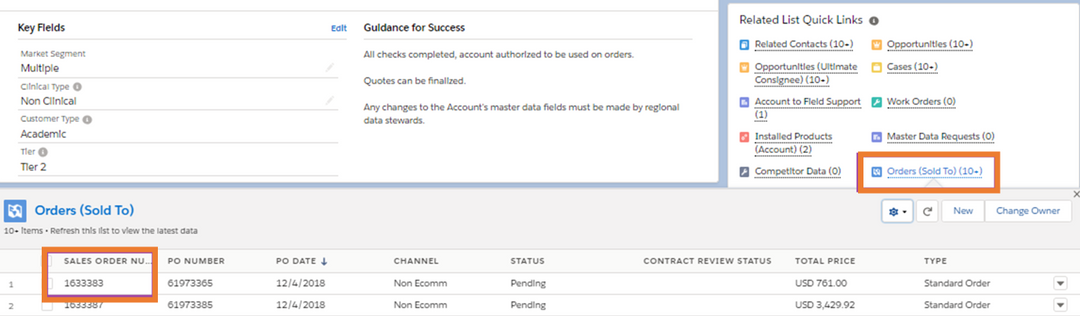 Key Fields
Edit
Market Segment
Multiple
Clinical Type
Non Clinical
Customer Type
Academic
Tier
Tier 2
Guidance for Success
All checks completed, account authorized to be used on orders.
Quotes can be finalized.
Any changes to the Account's master data fields must be made by regional
data stewards.
Related List Quick Links
Related Contacts (10+)
Opportunities (10+)
Opportunities (Ultimate
Consignee) (10+)
Cases (10+)
Account to Field Support
(1)
Work Orders (0)
Installed Products
(Account) (2)
Master Data Requests (0)
Competitor Data (0)
Orders (Sold To) (10+)
Orders (Sold To)
10+ items • Refresh this list to view the latest data
New
Change Owner
SALES ORDER NU... PO NUMBER PO DATE ↓ CHANNEL STATUS CONTRACT REVIEW STATUS TOTAL PRICE TYPE
1 1633383 61973365 12/4/2018 Non Ecomm Pending USD 761.00 Standard Order
2 1633387 61973385 12/4/2018 Non Ecomm Pending USD 3,429.92 Standard Order